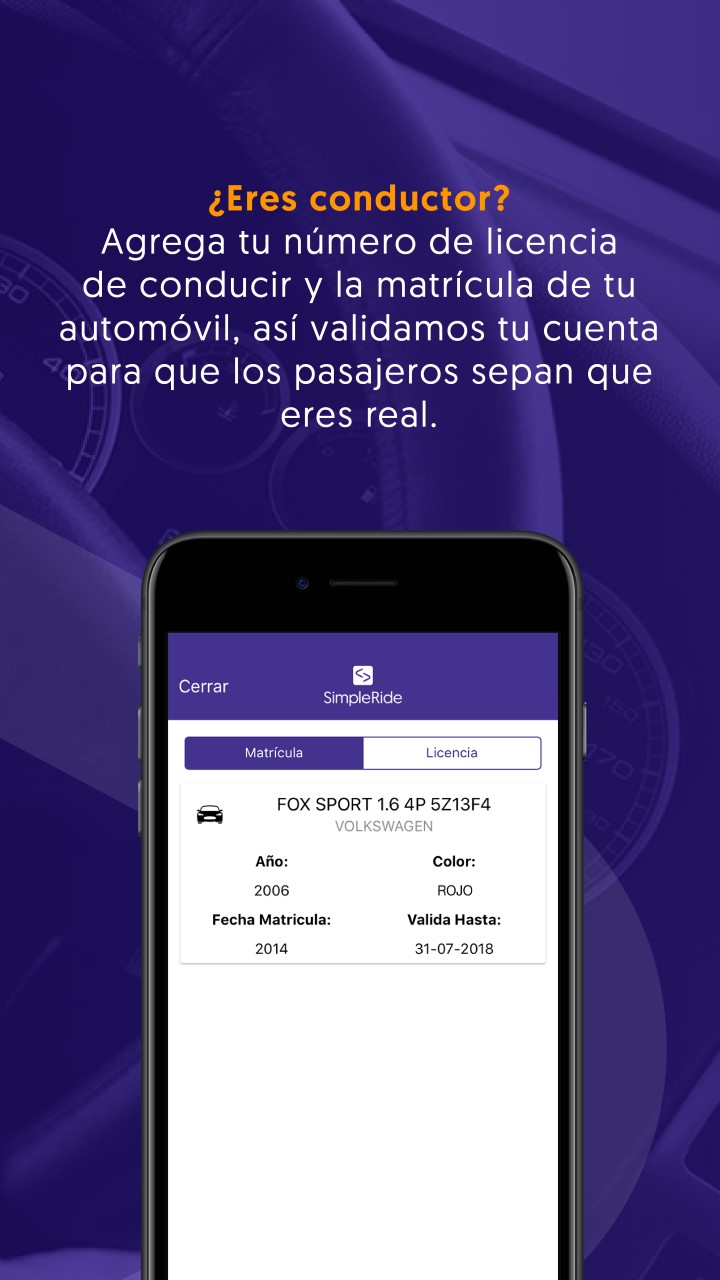 ¿Eres conductor?
Agrega tu número de licencia
de conducir y la matrícula de tu
automóvil, así validamos tu cuenta
para que los pasajeros sepan que
eres real.
Cerrar
SimpleRide
Matrícula
Licencia
FOX SPORT 1.6 4P 5Z13F4
VOLKSWAGEN
Año:
Color:
2006
ROJO
Fecha Matricula:
Valida Hasta:
2014
31-07-2018